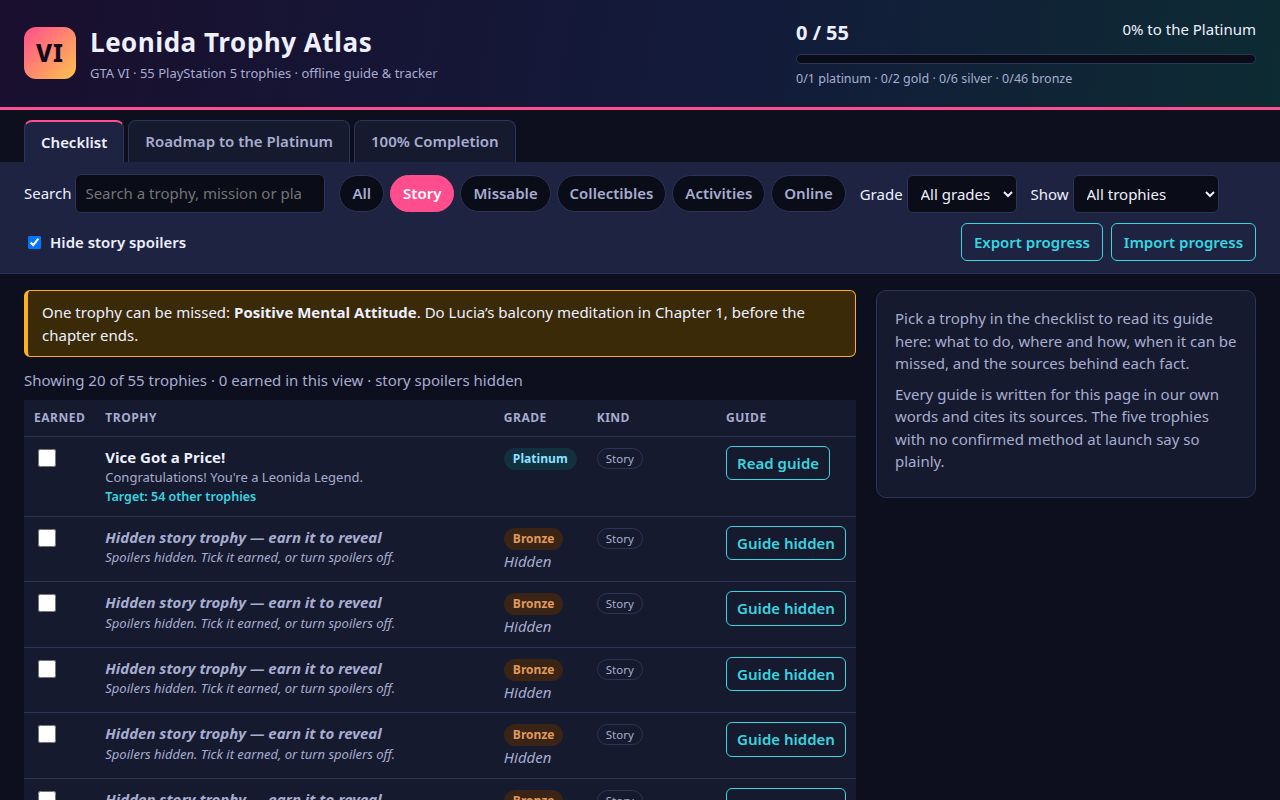 VI
Leonida Trophy Atlas
GTA VI · 55 PlayStation 5 trophies · offline guide & tracker
0 / 55
0% to the Platinum
0/1 platinum · 0/2 gold · 0/6 silver · 0/46 bronze
Checklist
Roadmap to the Platinum
100% Completion
Search
Search a trophy, mission or pla
All
Story
Missable
Collectibles
Activities
Online
Grade
All grades
Show
All trophies
Hide story spoilers
Export progress
Import progress
One trophy can be missed: Positive Mental Attitude. Do Lucia’s balcony meditation in Chapter 1, before the
chapter ends.
Showing 20 of 55 trophies · 0 earned in this view · story spoilers hidden
EARNED TROPHY GRADE KIND GUIDE
Vice Got a Price!
Congratulations! You're a Leonida Legend.
Target: 54 other trophies
Platinum
Story
Read guide
Hidden story trophy — earn it to reveal
Spoilers hidden. Tick it earned, or turn spoilers off.
Bronze
Hidden
Story
Guide hidden
Hidden story trophy — earn it to reveal
Spoilers hidden. Tick it earned, or turn spoilers off.
Bronze
Hidden
Story
Guide hidden
Hidden story trophy — earn it to reveal
Spoilers hidden. Tick it earned, or turn spoilers off.
Bronze
Hidden
Story
Guide hidden
Hidden story trophy — earn it to reveal
Spoilers hidden. Tick it earned, or turn spoilers off.
Bronze
Hidden
Story
Guide hidden
Pick a trophy in the checklist to read its guide
here: what to do, where and how, when it can be
missed, and the sources behind each fact.
Every guide is written for this page in our own
words and cites its sources. The five trophies
with no confirmed method at launch say so
plainly.